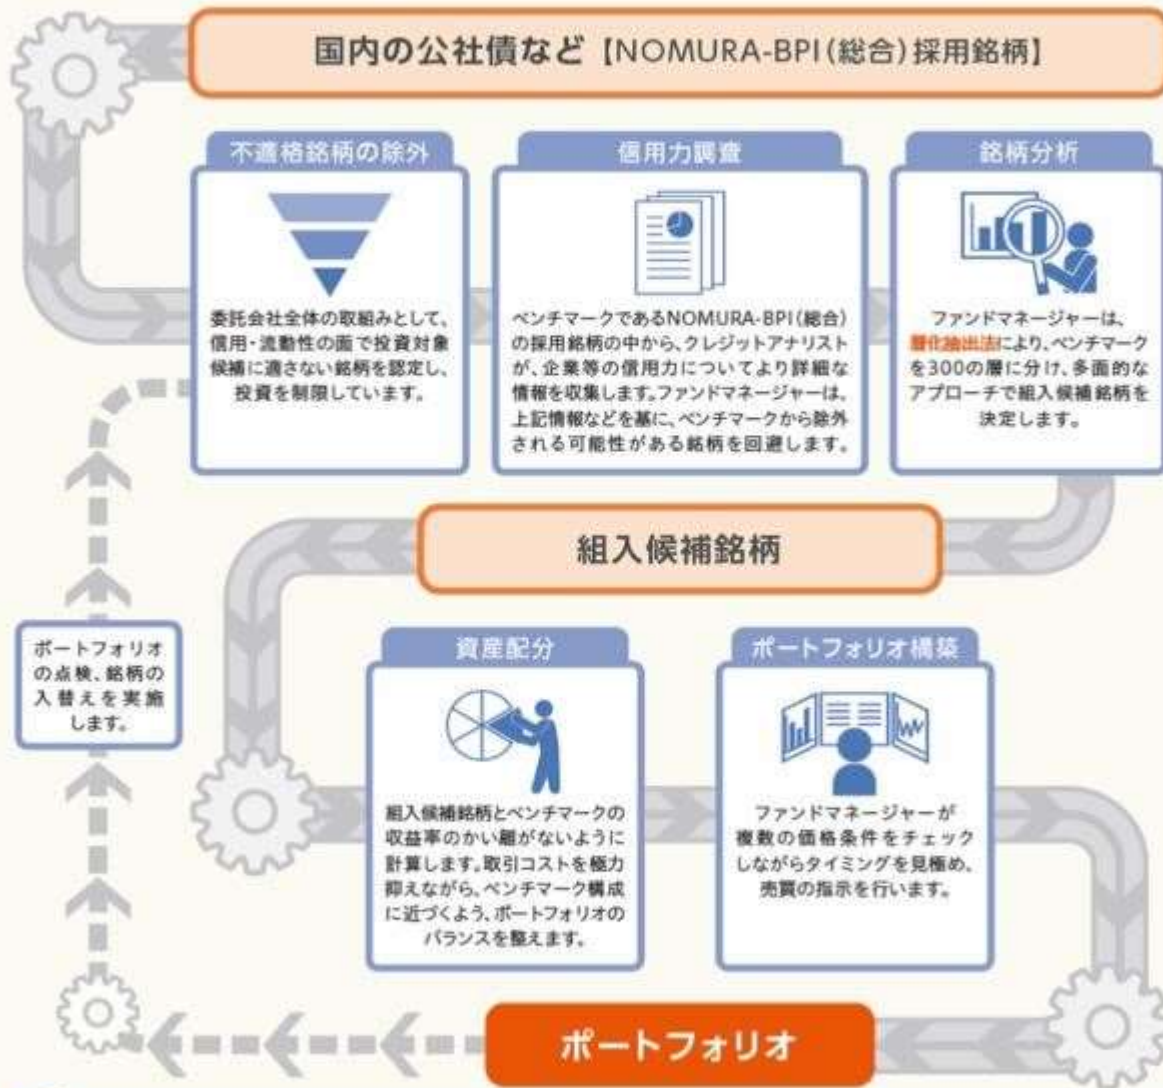 国内の公社債など【NOMURA-BPI(総合)採用銘柄】
不適格銘柄の除外
委託会社全体の取組みとして、
信用・流動性の面で投資対象
候補に適さない銘柄を認定し、
投資を制限しています。
信用力調査
ベンチマークであるNOMURA-BPI(総合)
の採用銘柄の中から、クレジットアナリスト
が、企業等の信用力についてより詳細な
情報を収集します。ファンドマネージャーは、
上記情報などを基に、ベンチマークから除外
される可能性がある銘柄を回避します。
銘柄分析
ファンドマネージャーは、
層化抽出法により、ベンチマーク
を300の層に分け、多面的な
アプローチで組入候補銘柄を
決定します。
組入候補銘柄
ポートフォリオ
の点検、銘柄の
入替えを実施
します。
資産配分
組入候補銘柄とベンチマークの
収益率のかい離がないように
計算します。取引コストを極力
抑えながら、ベンチマーク構成
に近づくよう、ポートフォリオの
バランスを整えます。
ポートフォリオ構築
ファンドマネージャーが
複数の価格条件をチェック
しながらタイミングを見極め、
売買の指示を行います。
ポートフォリオ